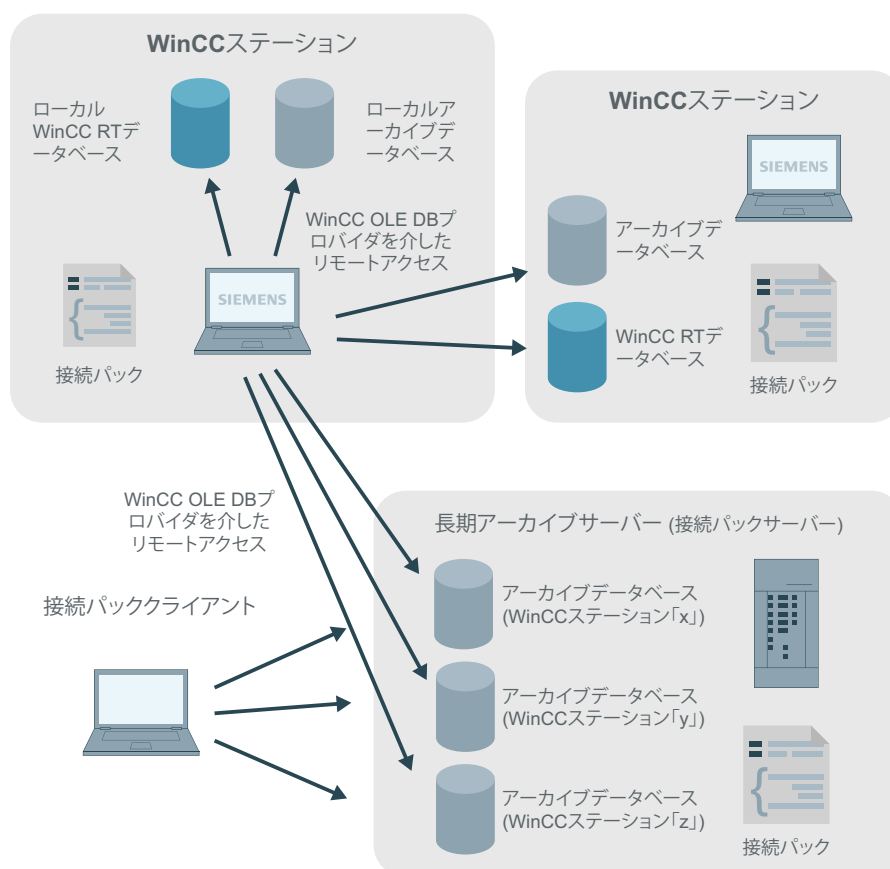 WinCCステーション
ローカル
WinCC RTデ
ータベース
ローカルア
ーカイブデ
ータベース
WinCC OLE DBプ
ロバイダを介した
リモートアクセス
SIEMENS
接続パック
WinCCステーション
SIEMENS
アーカイブデ
ータベース
WinCC RTデ
ータベース
接続パック
WinCC OLE DBプ
ロバイダを介した
リモートアクセス
接続パッククライアント
長期アーカイブサーバー (接続パックサーバー)
アーカイブデータベース
(WinCCステーション「x」)
アーカイブデータベース
(WinCCステーション「y」)
アーカイブデータベース
(WinCCステーション「z」)
接続パック